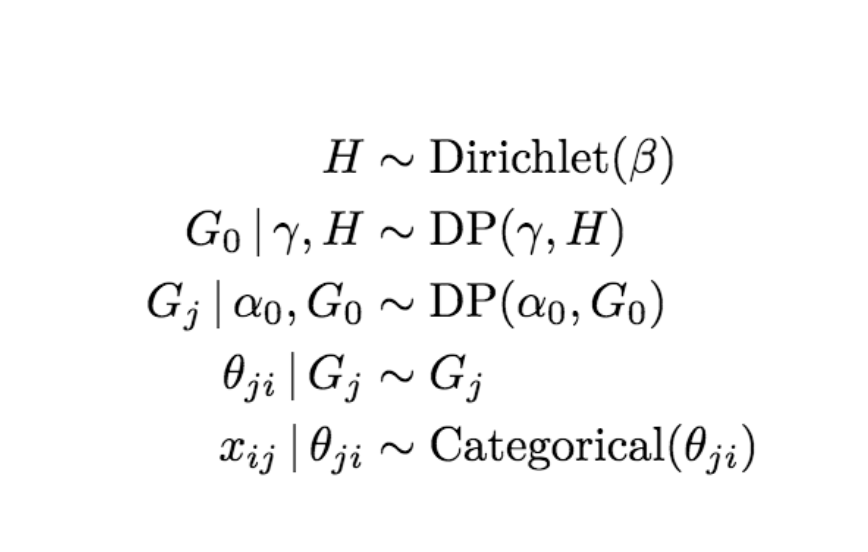 H ∼ Dirichlet(β)
G₀ | γ, H ∼ DP(γ, H)
Gⱼ | α₀, G₀ ∼ DP(α₀, G₀)
θⱼᵢ | Gⱼ ∼ Gⱼ
xᵢⱼ | θⱼᵢ ∼ Categorical(θⱼᵢ)